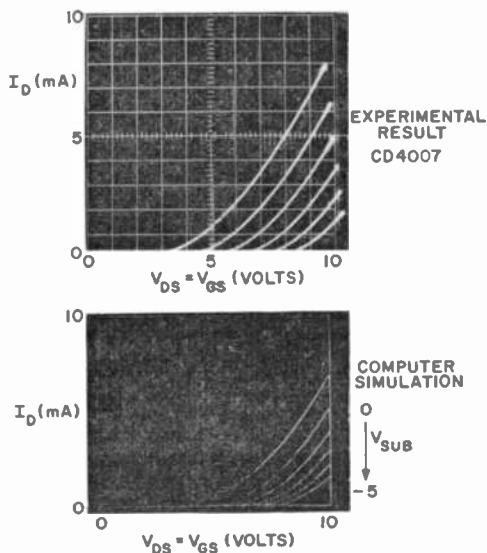 10
I_D (mA)
5
0
0 5 10
V_DS = V_GS (VOLTS)
EXPERIMENTAL
RESULT
CD4007
10
I_D (mA)
0
0 10
V_DS = V_GS (VOLTS)
COMPUTER
SIMULATION
0
V_SUB
-5